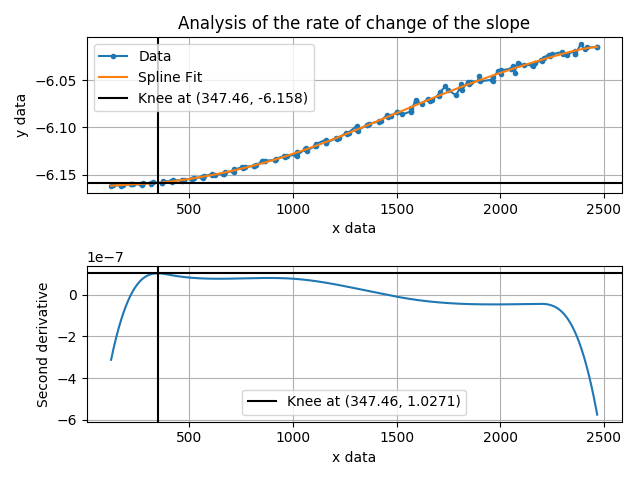 Analysis of the rate of change of the slope
Data
Spline Fit
Knee at (347.46, -6.158)
y data
−6.05
−6.10
−6.15
500 1000 1500 2000 2500
x data
1e−7
Second derivative
0
−2
−4
−6
Knee at (347.46, 1.0271)
500 1000 1500 2000 2500
x data